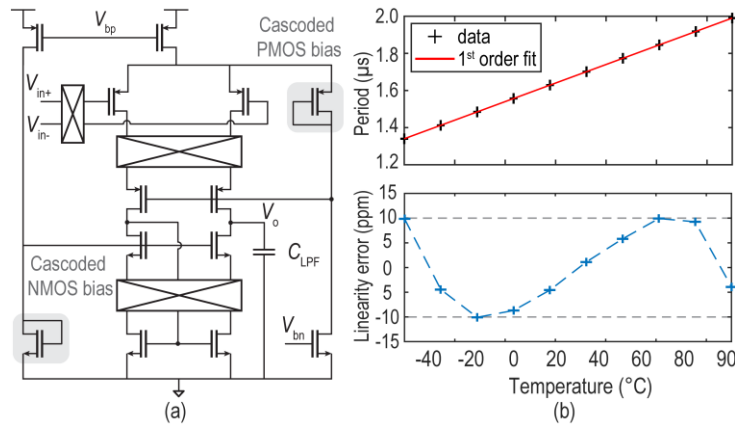 Cascoded
PMOS bias
V_bp
V_in+
V_in-
V_o
C_LPF
Cascoded
NMOS bias
V_bn
(a)
2.0
1.8
1.6
1.4
1.2
Period (µs)
+ data
1st order fit
15
10
5
0
-5
-10
-15
10
-10
Linearity error (ppm)
-40 -20 0 20 40 60 80 90
Temperature (°C)
(b)